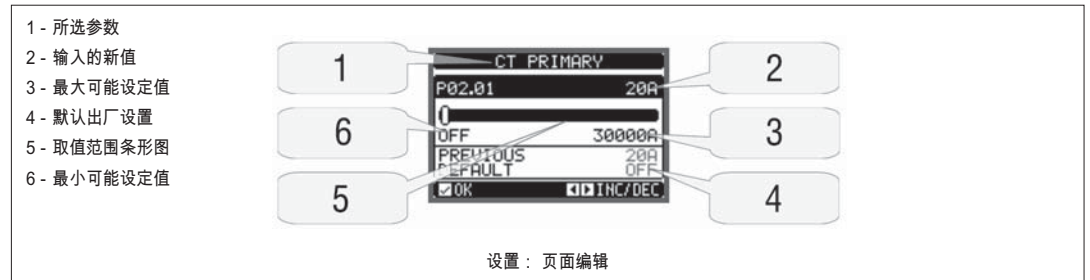 1 - 所选参数
2 - 输入的新值
3 - 最大可能设定值
4 - 默认出厂设置
5 - 取值范围条形图
6 - 最小可能设定值
1
2
CT PRIMARY
P02.01 20A
6
3
OFF 30000A
PREVIOUS 20A
DEFAULT OFF
5
4
OK INC/DEC
设置： 页面编辑